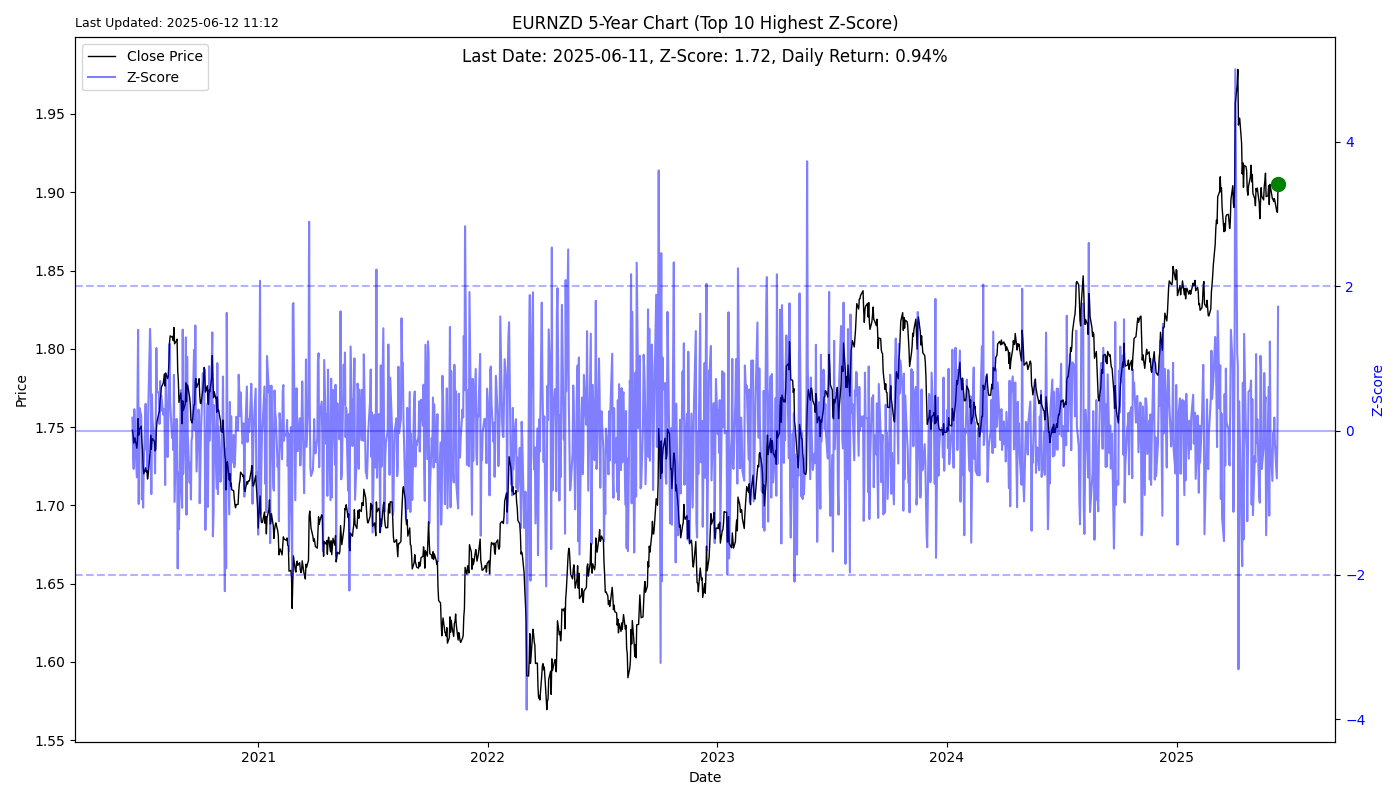 Last Updated: 2025-06-12 11:12
EURNZD 5-Year Chart (Top 10 Highest Z-Score)
Last Date: 2025-06-11, Z-Score: 1.72, Daily Return: 0.94%
Close Price
Z-Score
1.95
1.90
1.85
1.80
1.75
1.70
1.65
1.60
1.55
Price
4
2
0
−2
−4
Z-Score
2021
2022
2023
2024
2025
Date